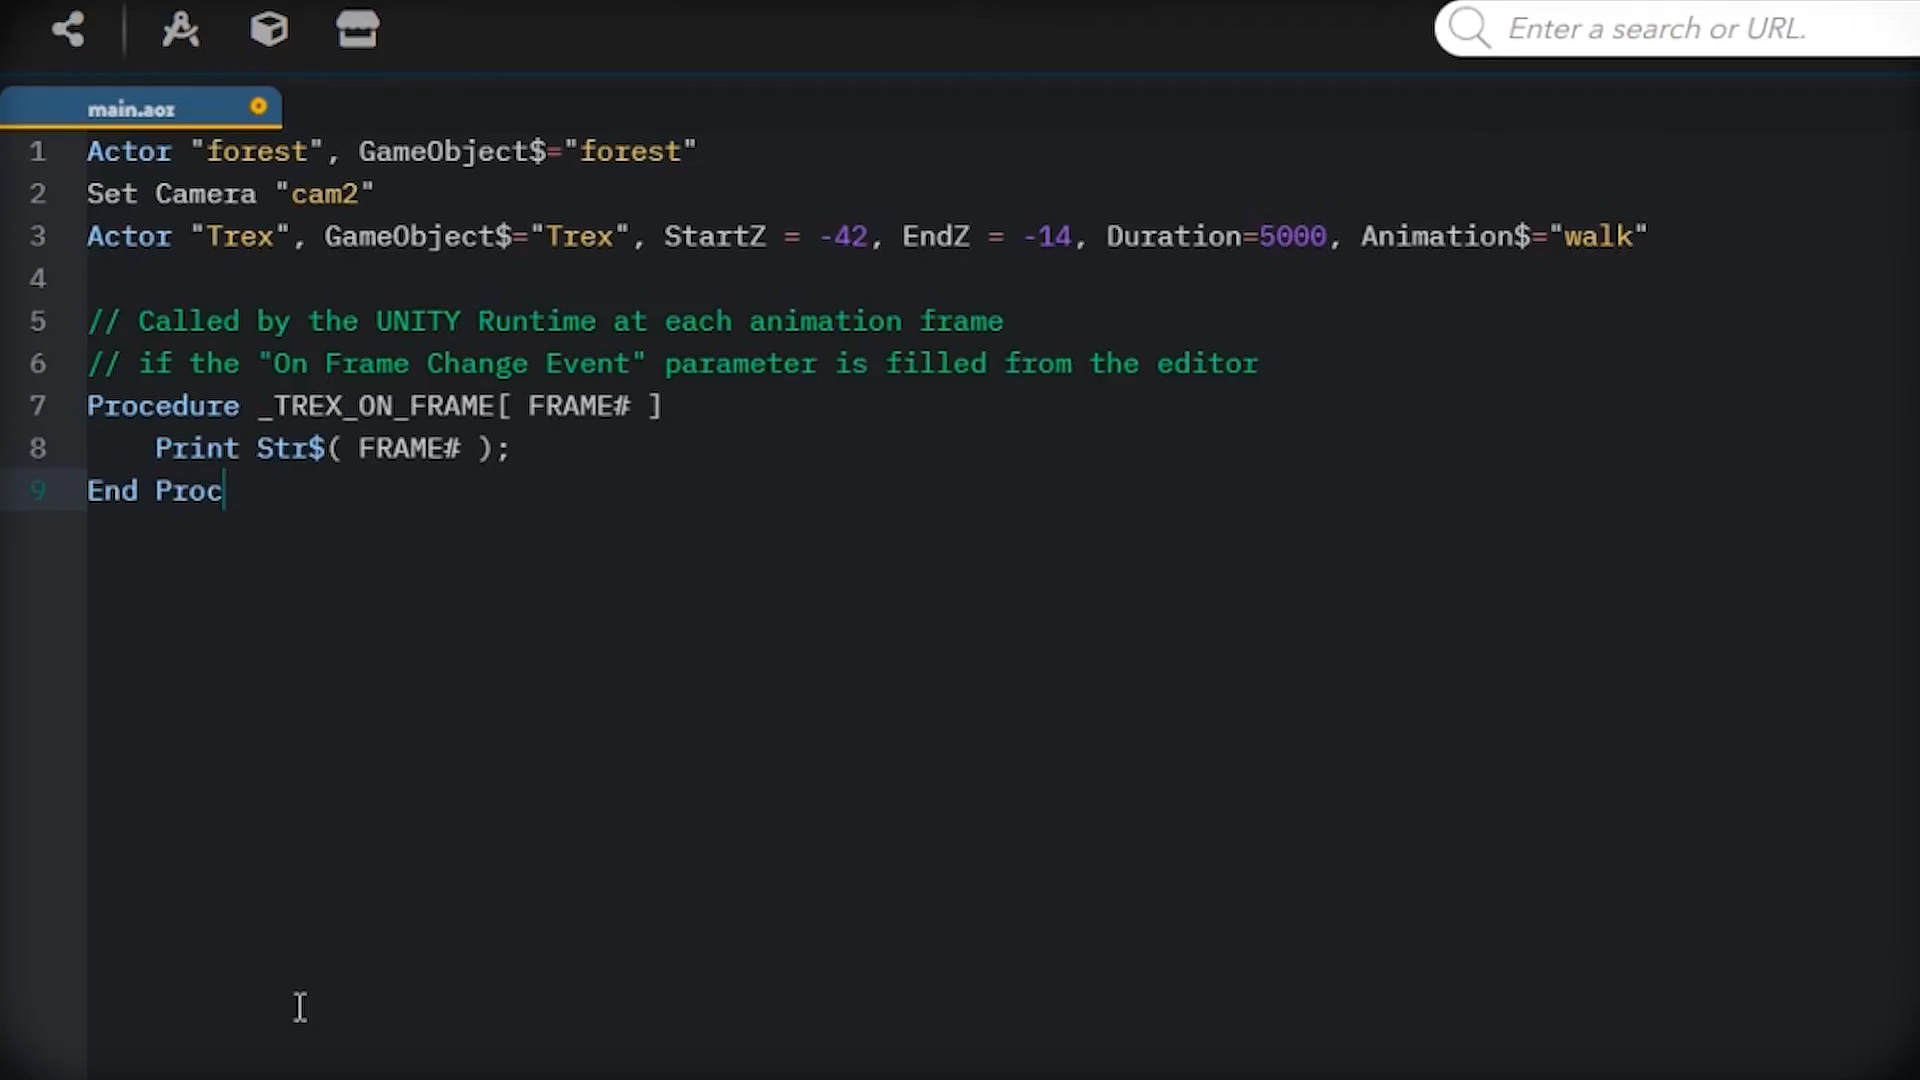 Enter a search or URL.
main.aoz
1 Actor "forest", GameObject$="forest"
2 Set Camera "cam2"
3 Actor "Trex", GameObject$="Trex", StartZ = -42, EndZ = -14, Duration=5000, Animation$="walk"
4
5 // Called by the UNITY Runtime at each animation frame
6 // if the "On Frame Change Event" parameter is filled from the editor
7 Procedure _TREX_ON_FRAME[ FRAME# ]
8 Print Str$( FRAME# );
9 End Proc